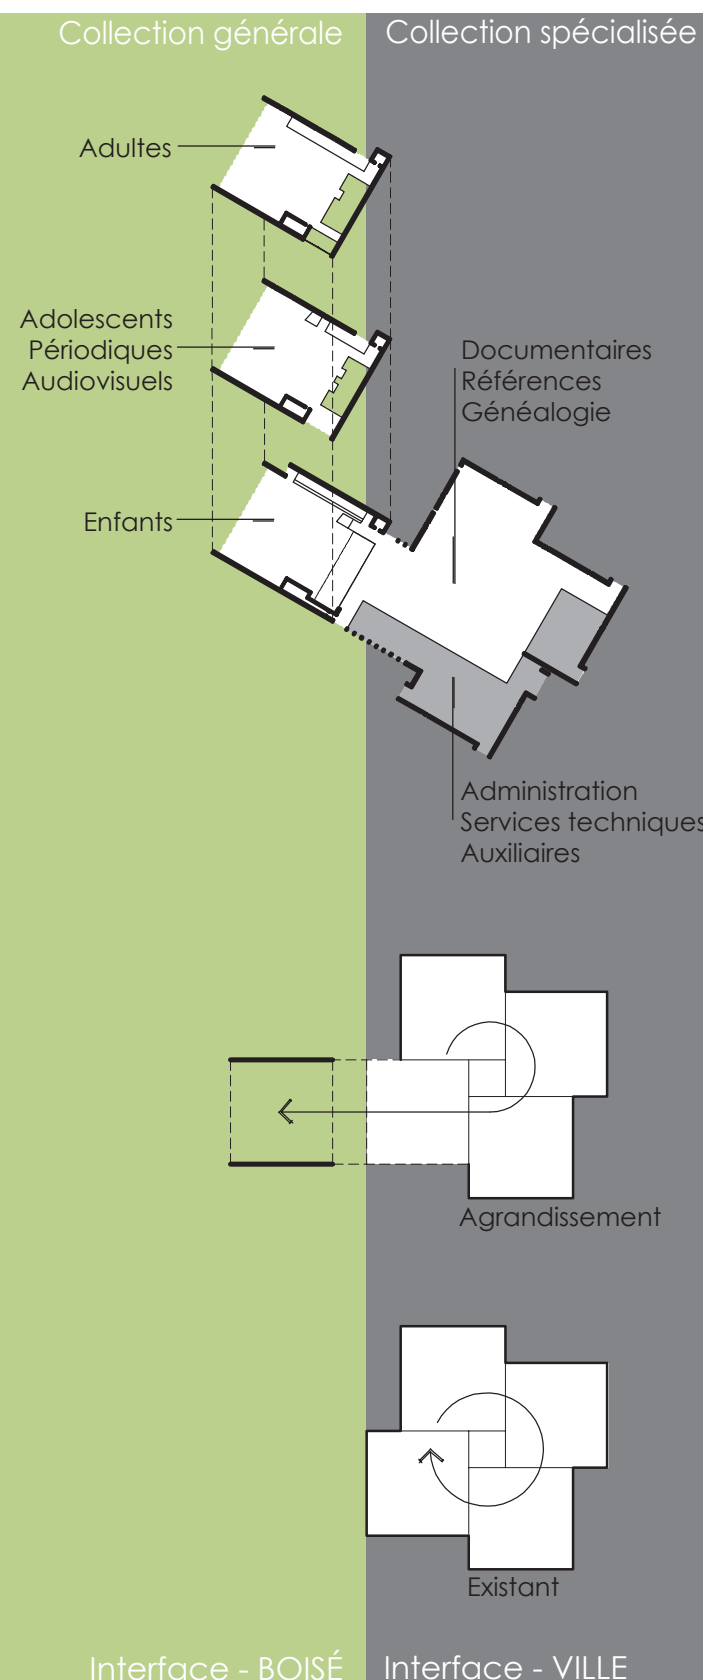 Collection générale
Collection spécialisée
Adultes
Adolescents
Périodiques
Audiovisuels
Documentaires
Références
Généalogie
Enfants
Administration
Services techniques
Auxiliaires
Agrandissement
Existant
Interface - BOISÉ
Interface - VILLE